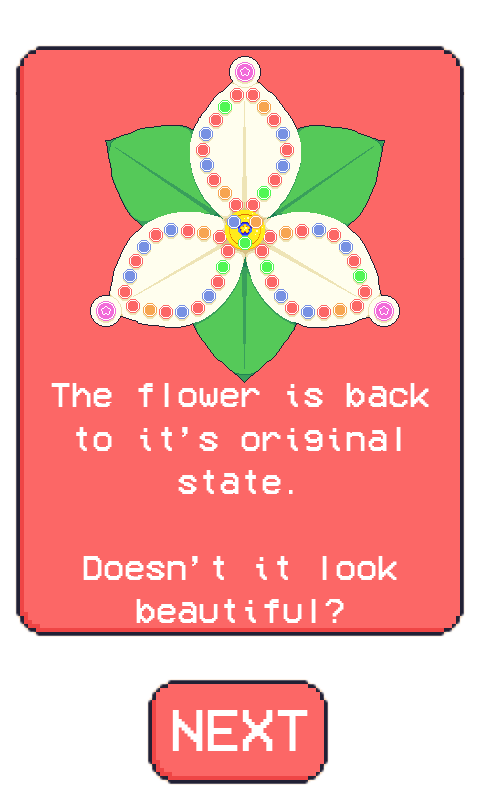 The flower is back
to it's original
state.
Doesn't it look
beautiful?
NEXT